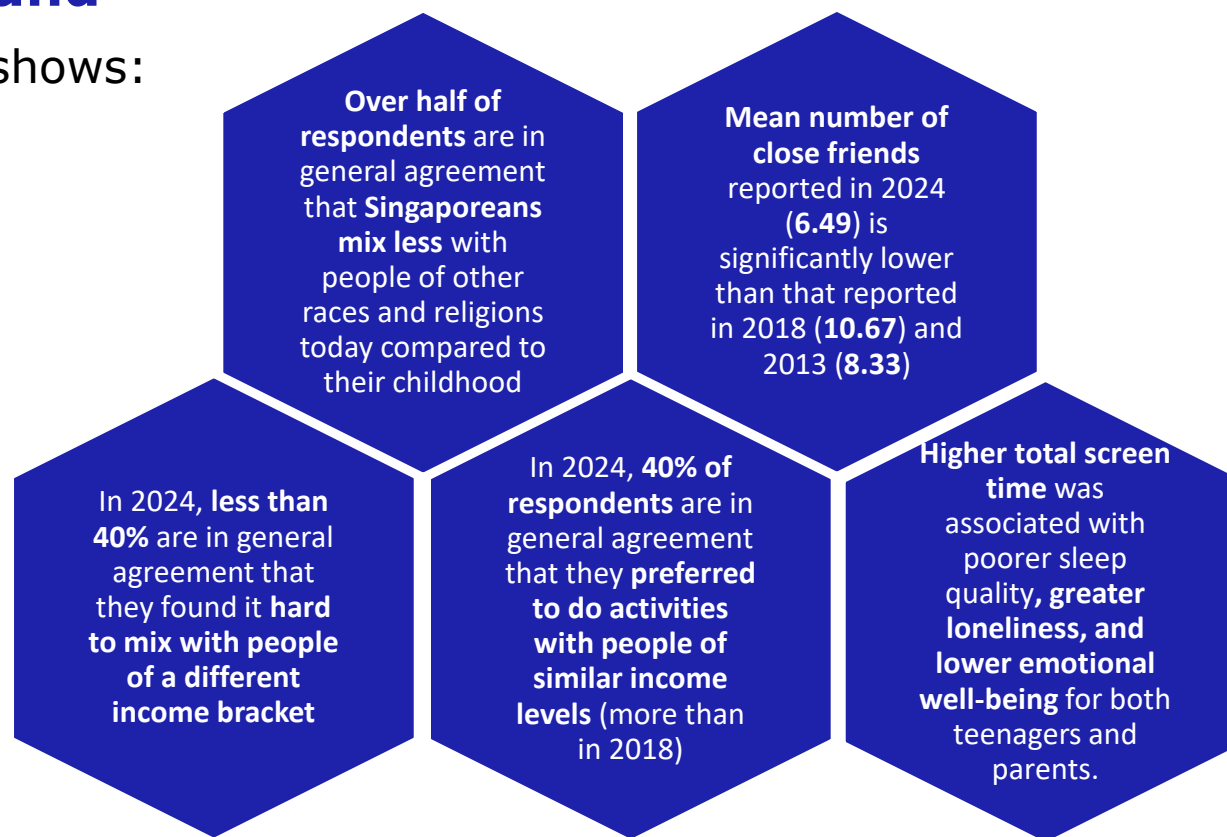 shows:
Over half of
respondents are in
general agreement
that Singaporeans
mix less with
people of other
races and religions
today compared to
their childhood
Mean number of
close friends
reported in 2024
(6.49) is
significantly lower
than that reported
in 2018 (10.67) and
2013 (8.33)
In 2024, less than
40% are in general
agreement that
they found it hard
to mix with people
of a different
income bracket
In 2024, 40% of
respondents are in
general agreement
that they preferred
to do activities
with people of
similar income
levels (more than
in 2018)
Higher total screen
time was
associated with
poorer sleep
quality, greater
loneliness, and
lower emotional
well-being for both
teenagers and
parents.